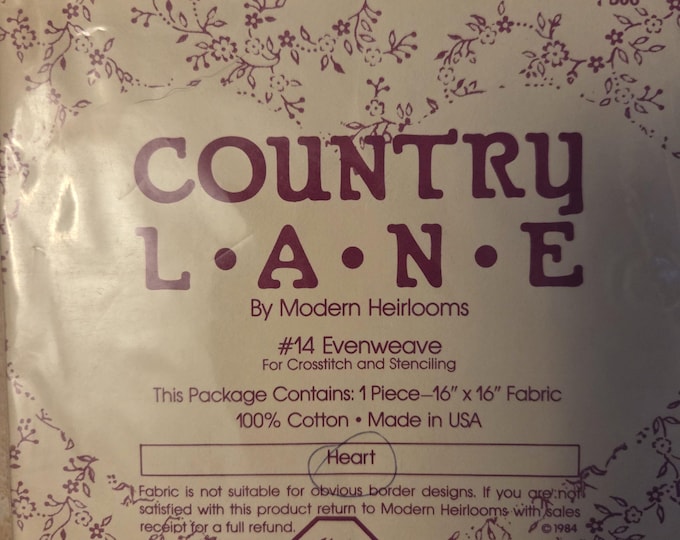 COUNTRY
L•A•N•E
By Modern Heirlooms
#14 Evenweave
For Crosstitch and Stenciling
This Package Contains: 1 Piece—16” x 16” Fabric
100% Cotton • Made in USA
Heart
Fabric is not suitable for obvious border designs. If you are not
satisfied with this product return to Modern Heirlooms with sales
receipt for a full refund.
©1984